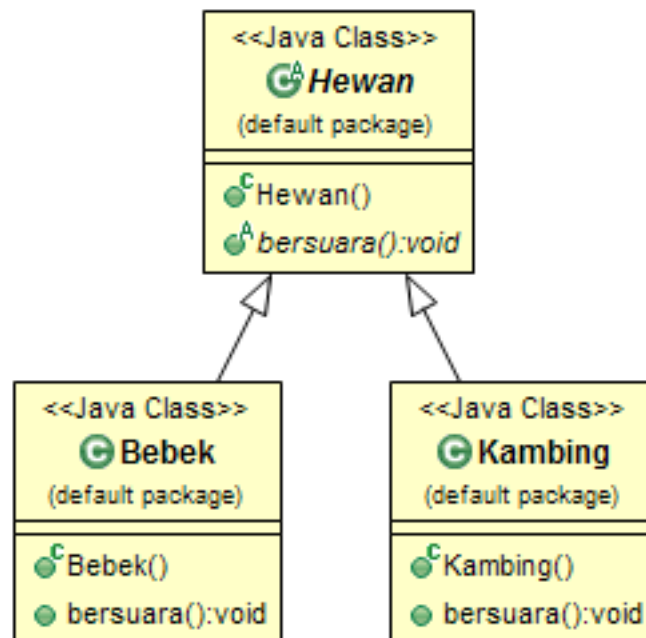 <<Java Class>>
Hewan
(default package)
Hewan()
bersuara():void
<<Java Class>>
Bebek
(default package)
Bebek()
bersuara():void
<<Java Class>>
Kambing
(default package)
Kambing()
bersuara():void